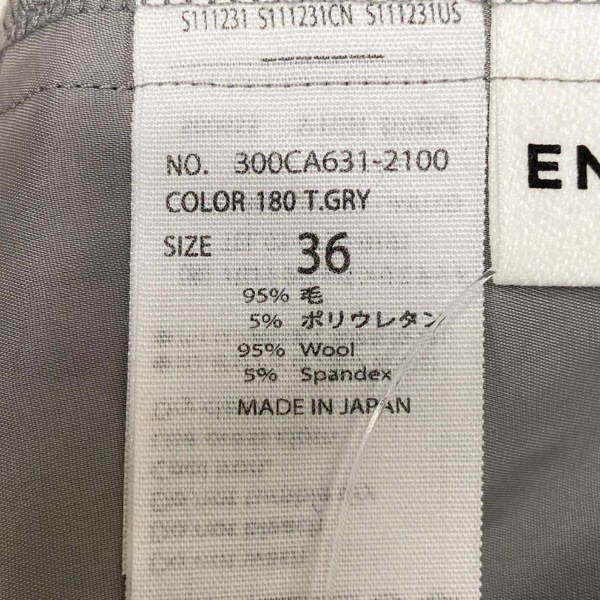 S111231 S111231CN S111231US
NO. 300CA631-2100
COLOR 180 T.GRY
SIZE 36
95% 毛
5% ポリウレタン
95% Wool
5% Spandex
MADE IN JAPAN
EN